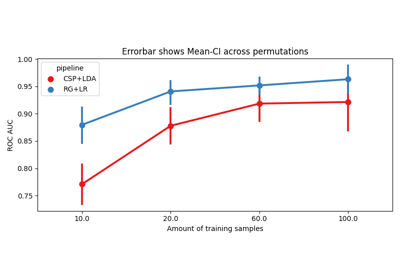 Errorbar shows Mean-CI across permutations
1.00
0.95
0.90
0.85
0.80
0.75
ROC AUC
pipeline
CSP+LDA
RG+LR
10.0 20.0 60.0 100.0
Amount of training samples